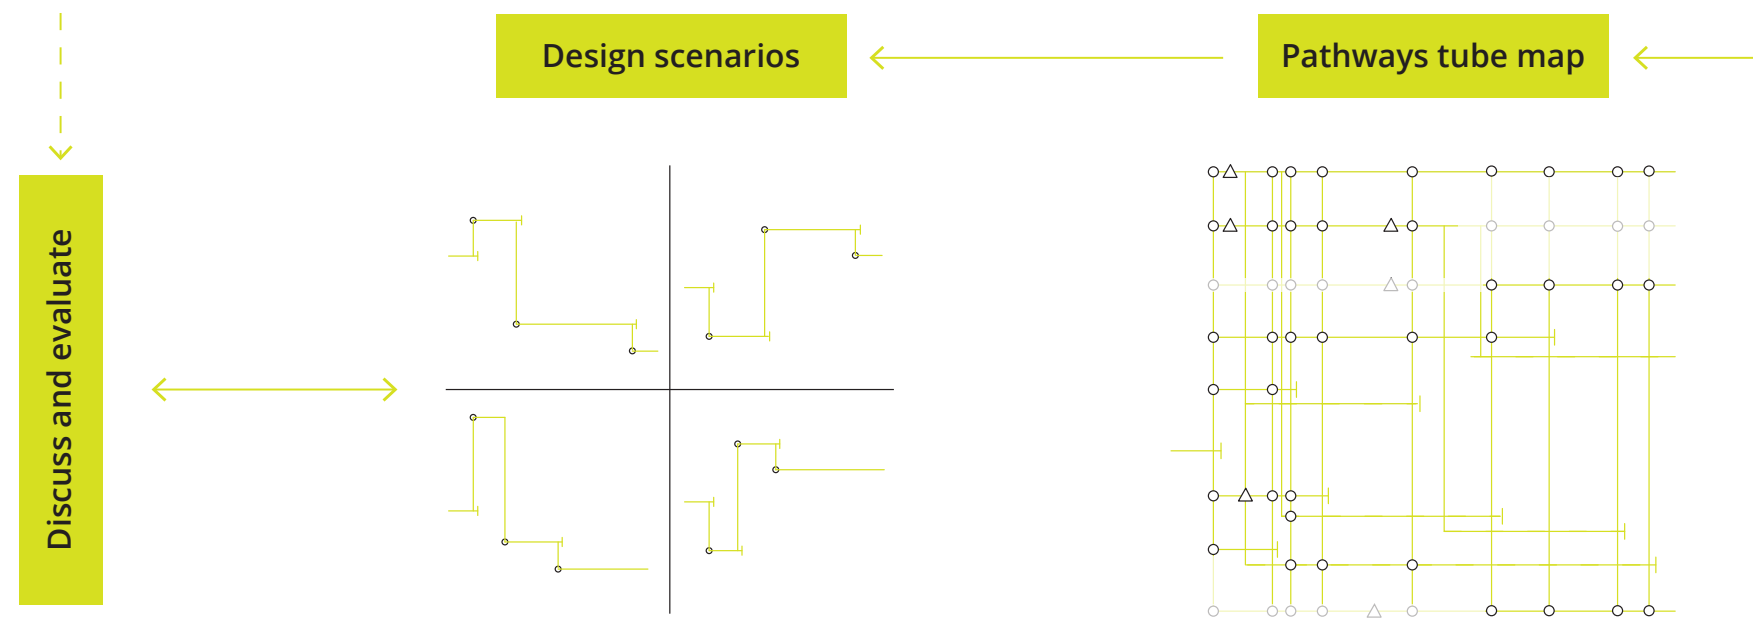 Design scenarios
Pathways tube map
Discuss and evaluate